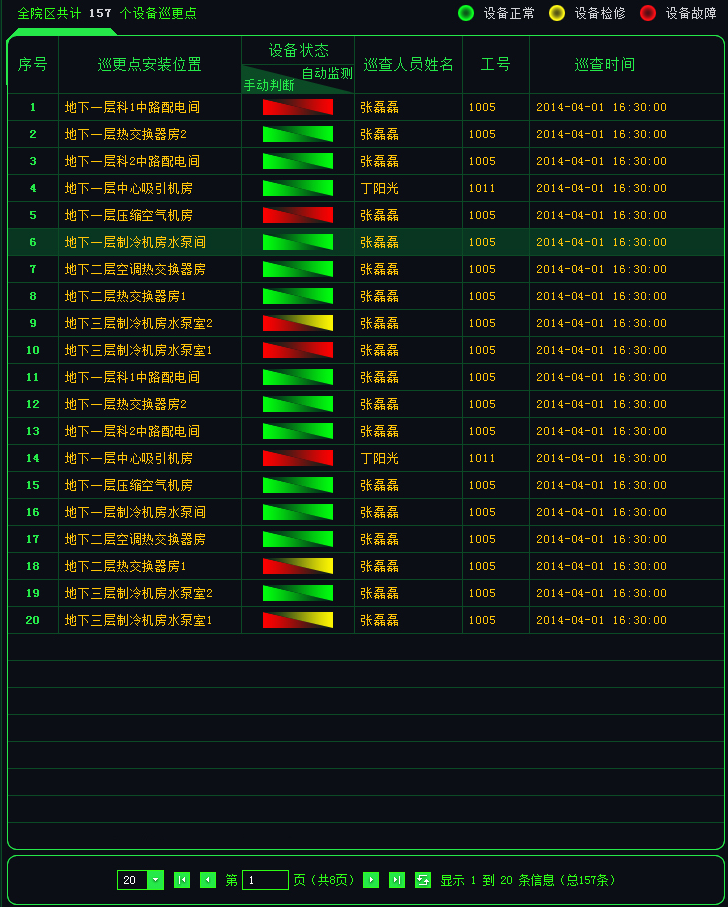 全院区共计 157 个设备巡更点 设备正常 设备检修 设备故障
序号 巡更点安装位置 设备状态 手动判断 自动监测 巡查人员姓名 工号 巡查时间
1 地下一层科1中路配电间 张磊磊 1005 2014-04-01 16:30:00
2 地下一层热交换器房2 张磊磊 1005 2014-04-01 16:30:00
3 地下一层科2中路配电间 张磊磊 1005 2014-04-01 16:30:00
4 地下一层中心吸引机房 丁阳光 1011 2014-04-01 16:30:00
5 地下一层压缩空气机房 张磊磊 1005 2014-04-01 16:30:00
6 地下一层制冷机房水泵间 张磊磊 1005 2014-04-01 16:30:00
7 地下二层空调热交换器房 张磊磊 1005 2014-04-01 16:30:00
8 地下二层热交换器房1 张磊磊 1005 2014-04-01 16:30:00
9 地下三层制冷机房水泵室2 张磊磊 1005 2014-04-01 16:30:00
10 地下三层制冷机房水泵室1 张磊磊 1005 2014-04-01 16:30:00
11 地下一层科1中路配电间 张磊磊 1005 2014-04-01 16:30:00
12 地下一层热交换器房2 张磊磊 1005 2014-04-01 16:30:00
13 地下一层科2中路配电间 张磊磊 1005 2014-04-01 16:30:00
14 地下一层中心吸引机房 丁阳光 1011 2014-04-01 16:30:00
15 地下一层压缩空气机房 张磊磊 1005 2014-04-01 16:30:00
16 地下一层制冷机房水泵间 张磊磊 1005 2014-04-01 16:30:00
17 地下二层空调热交换器房 张磊磊 1005 2014-04-01 16:30:00
18 地下二层热交换器房1 张磊磊 1005 2014-04-01 16:30:00
19 地下三层制冷机房水泵室2 张磊磊 1005 2014-04-01 16:30:00
20 地下三层制冷机房水泵室1 张磊磊 1005 2014-04-01 16:30:00
20 第 1 页（共8页） 显示 1 到 20 条信息（总157条）